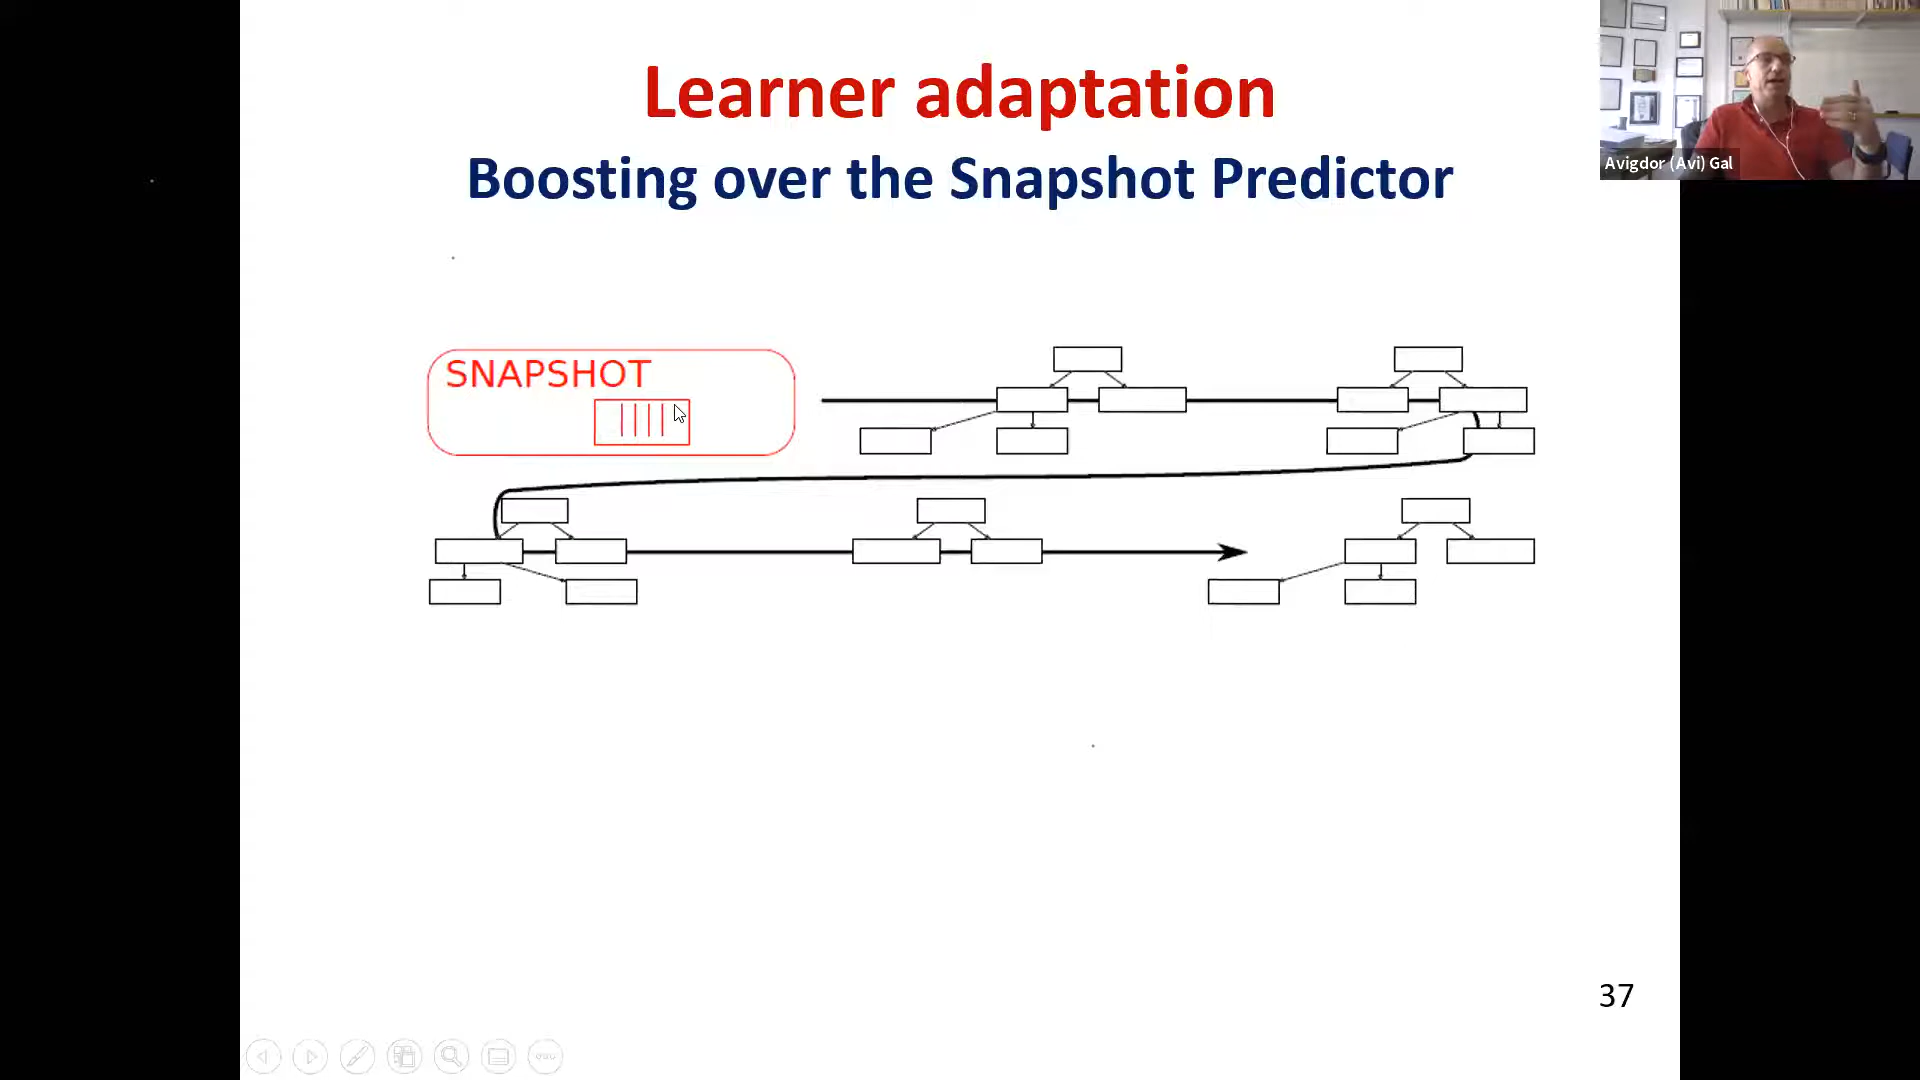 Learner adaptation
Boosting over the Snapshot Predictor
Avigdor (Avi) Gal
SNAPSHOT
37